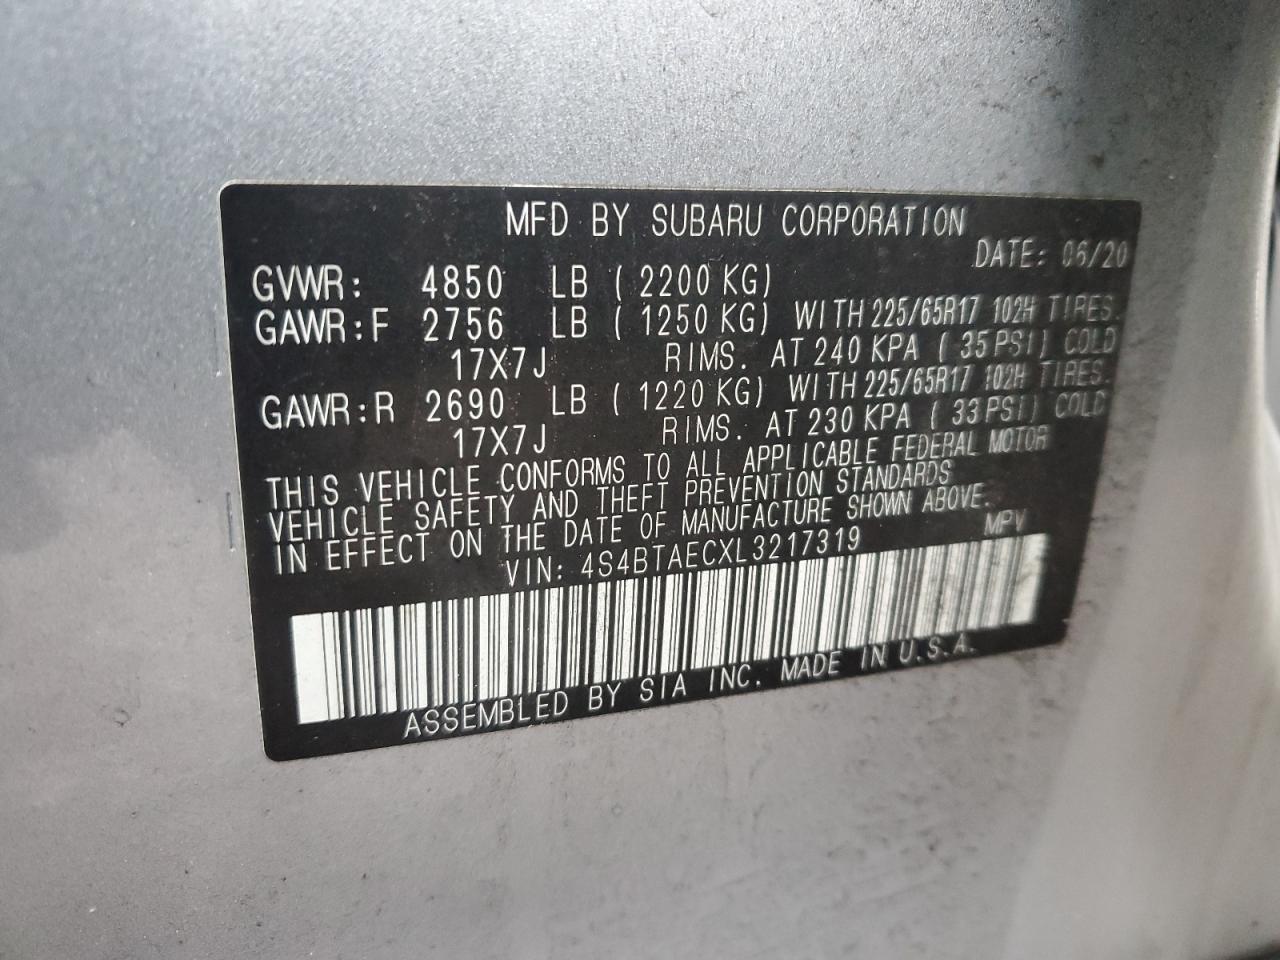 MFD BY SUBARU CORPORATION
DATE: 06/20
GVWR: 4850 LB ( 2200 KG)
GAWR:F 2756 LB ( 1250 KG) WITH 225/65R17 102H TIRES.
17X7J RIMS. AT 240 KPA ( 35 PSI) COLD
GAWR:R 2690 LB ( 1220 KG) WITH 225/65R17 102H TIRES.
17X7J RIMS. AT 230 KPA ( 33 PSI) COLD
THIS VEHICLE CONFORMS TO ALL APPLICABLE FEDERAL MOTOR
VEHICLE SAFETY AND THEFT PREVENTION STANDARDS
IN EFFECT ON THE DATE OF MANUFACTURE SHOWN ABOVE.
VIN: 4S4BTAECXL3217319 MPV
ASSEMBLED BY SIA INC. MADE IN U.S.A.